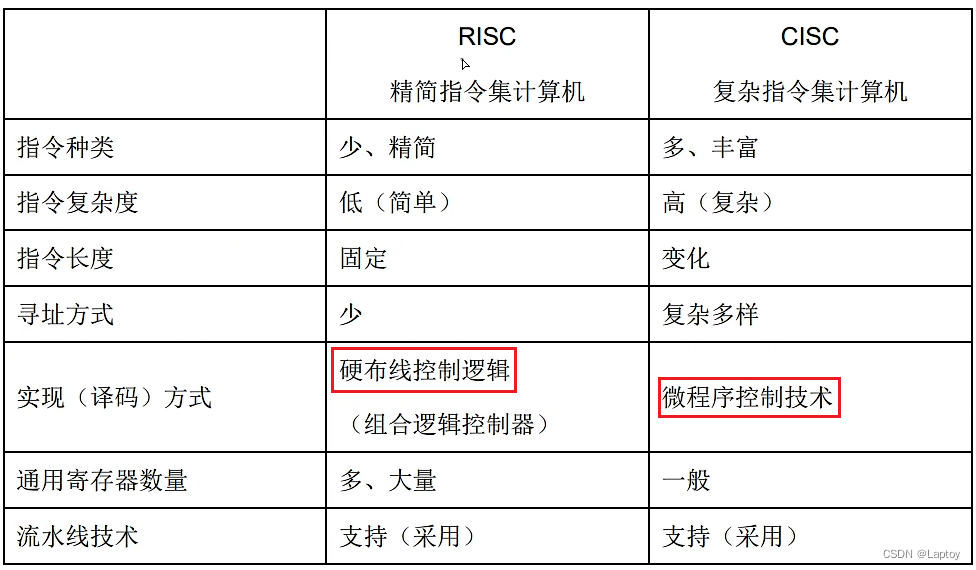 RISC
精简指令集计算机
CISC
复杂指令集计算机
指令种类
少、精简
多、丰富
指令复杂度
低（简单）
高（复杂）
指令长度
固定
变化
寻址方式
少
复杂多样
实现（译码）方式
硬布线控制逻辑
（组合逻辑控制器）
微程序控制技术
通用寄存器数量
多、大量
一般
流水线技术
支持（采用）
支持（采用）
CSDN @Laptoy